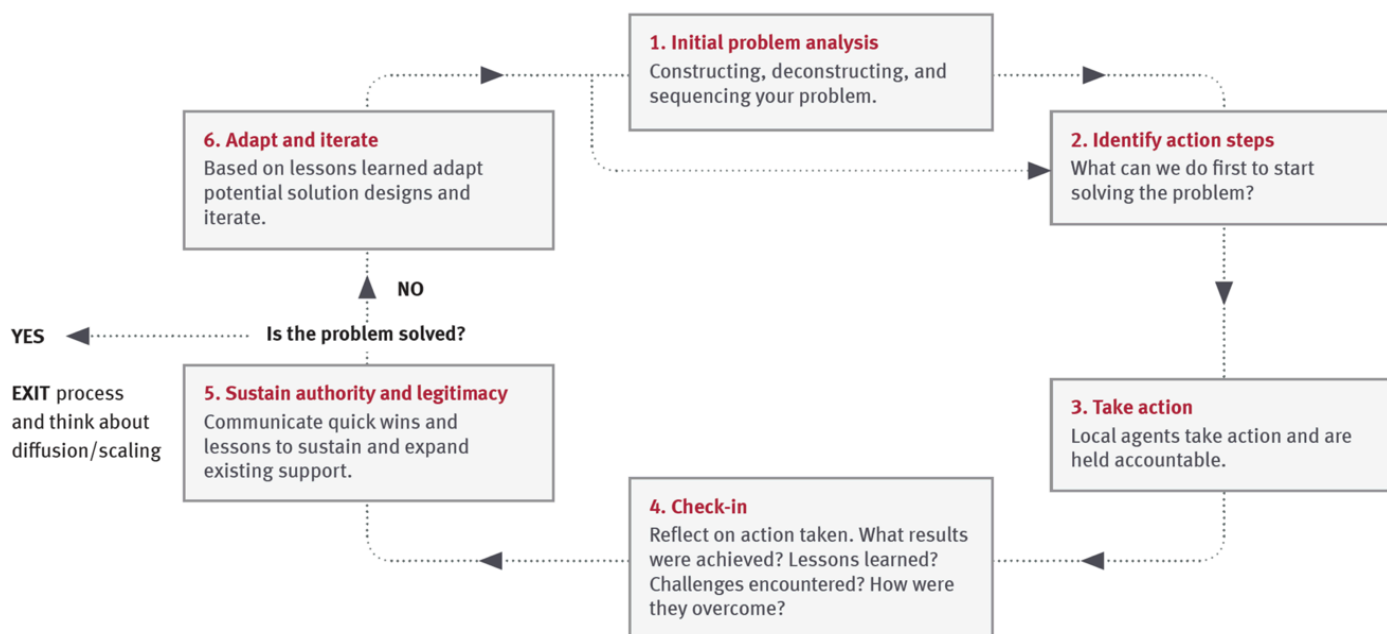 1. Initial problem analysis
Constructing, deconstructing, and
sequencing your problem.
2. Identify action steps
What can we do first to start
solving the problem?
3. Take action
Local agents take action and are
held accountable.
4. Check-in
Reflect on action taken. What results
were achieved? Lessons learned?
Challenges encountered? How were
they overcome?
5. Sustain authority and legitimacy
Communicate quick wins and
lessons to sustain and expand
existing support.
Is the problem solved?
YES
EXIT process
and think about
diffusion/scaling
NO
6. Adapt and iterate
Based on lessons learned adapt
potential solution designs and
iterate.